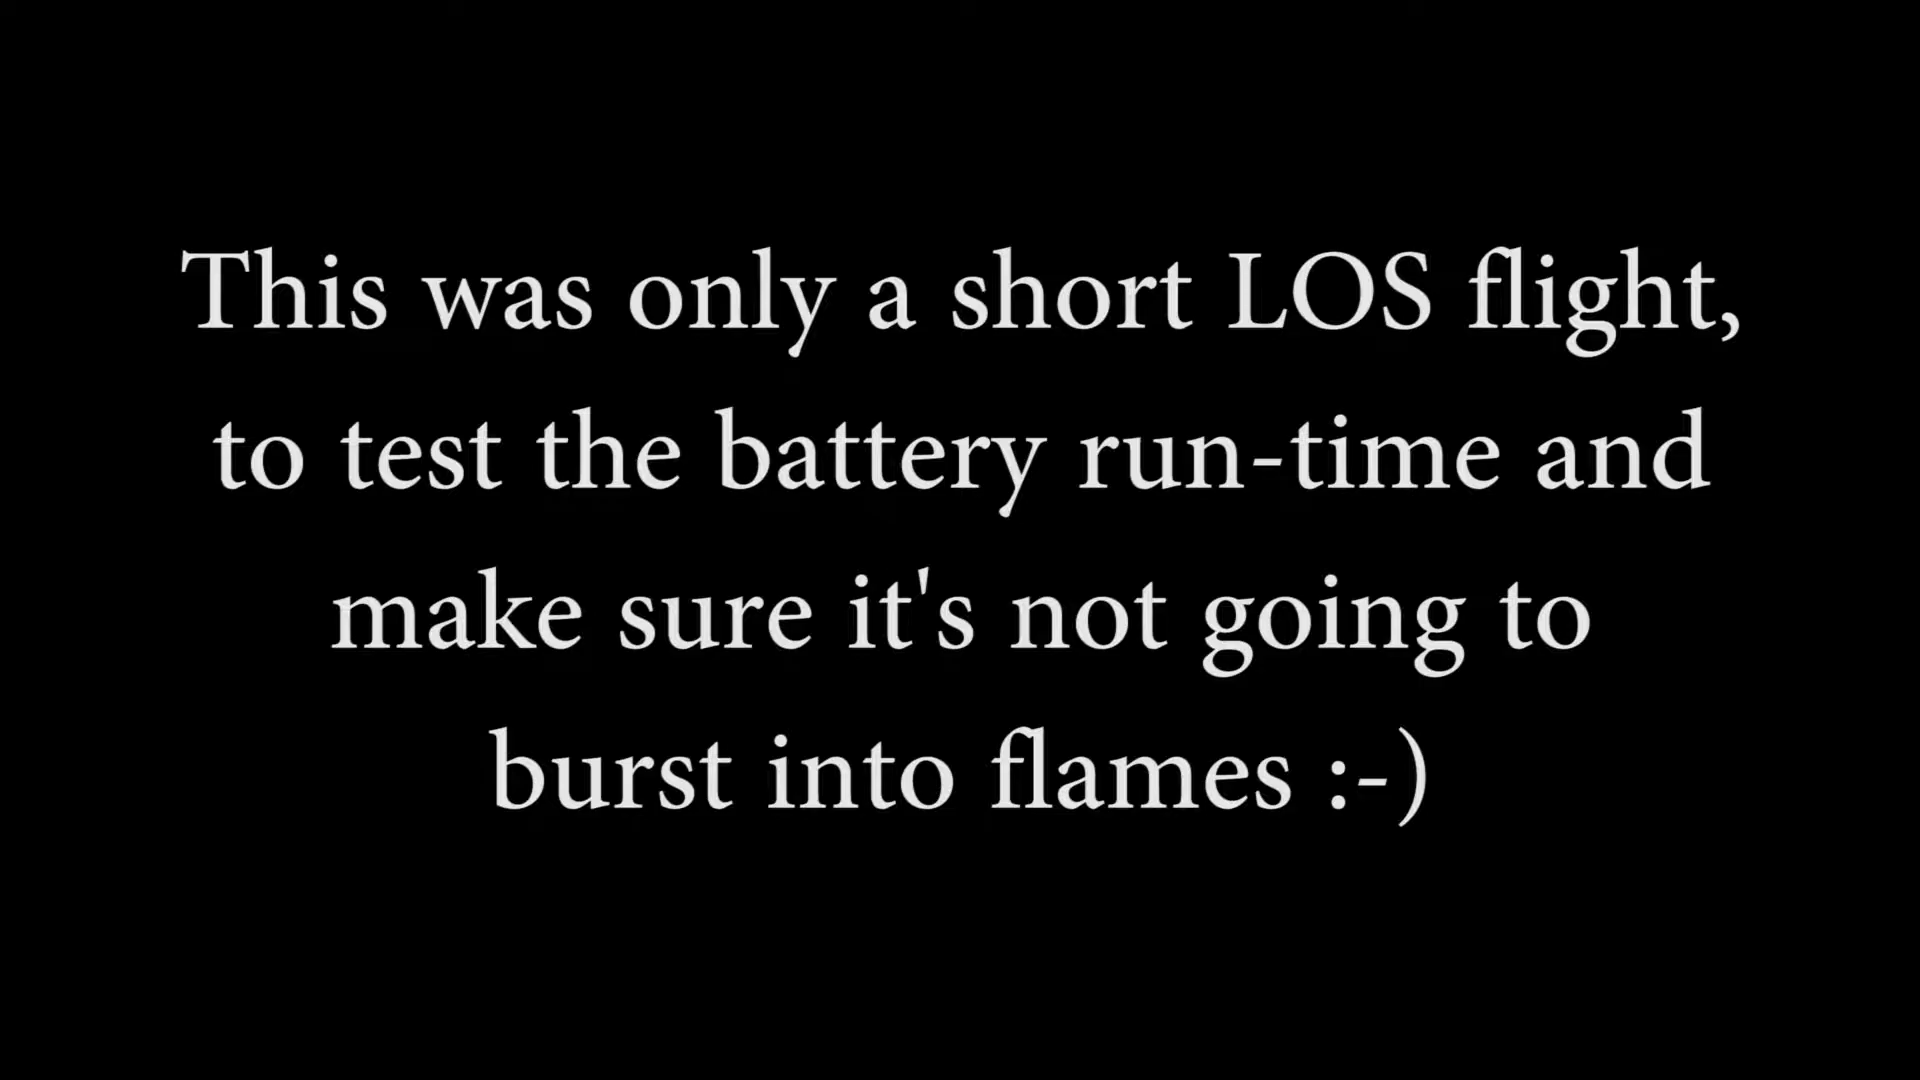 This was only a short LOS flight,
to test the battery run-time and
make sure it's not going to
burst into flames :-)